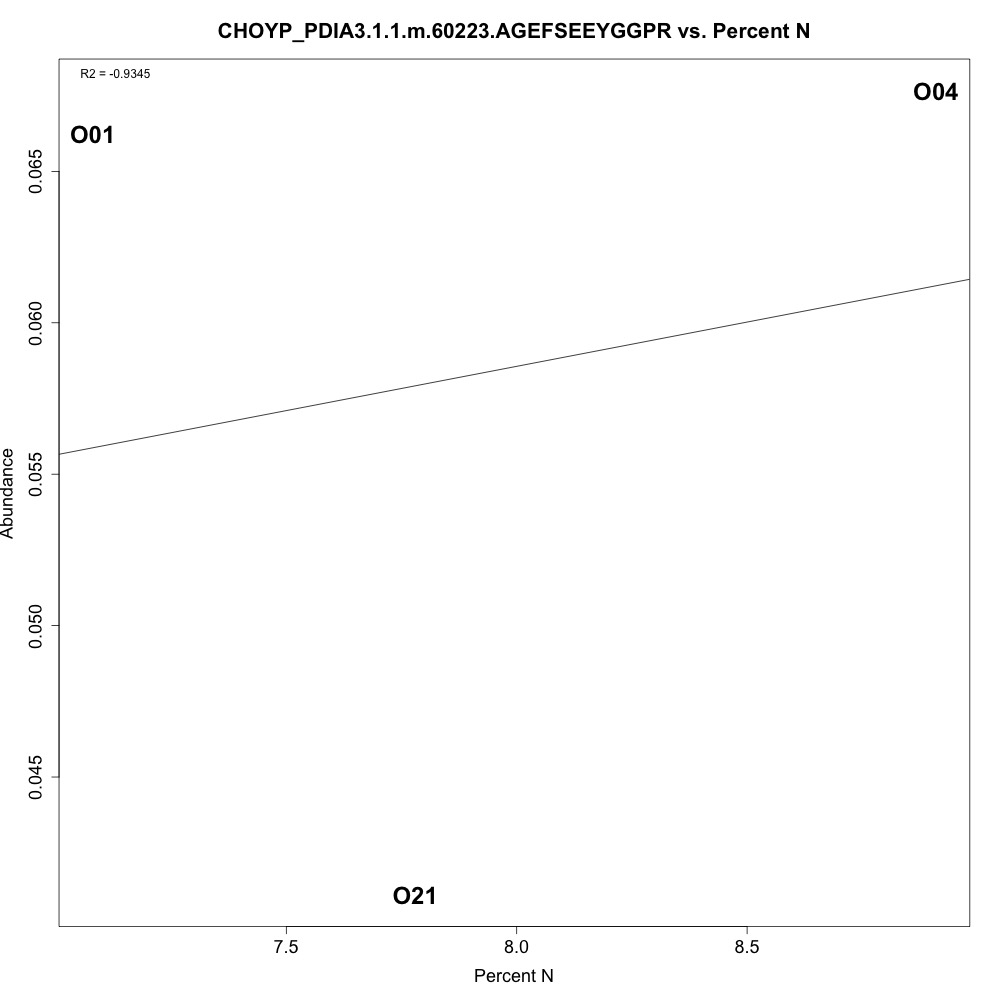 CHOYP_PDIA3.1.1.m.60223.AGEFSEEYGGPR vs. Percent N
R2 = -0.9345
O04
O01
0.065
0.060
0.055
0.050
0.045
Abundance
O21
7.5 8.0 8.5
Percent N